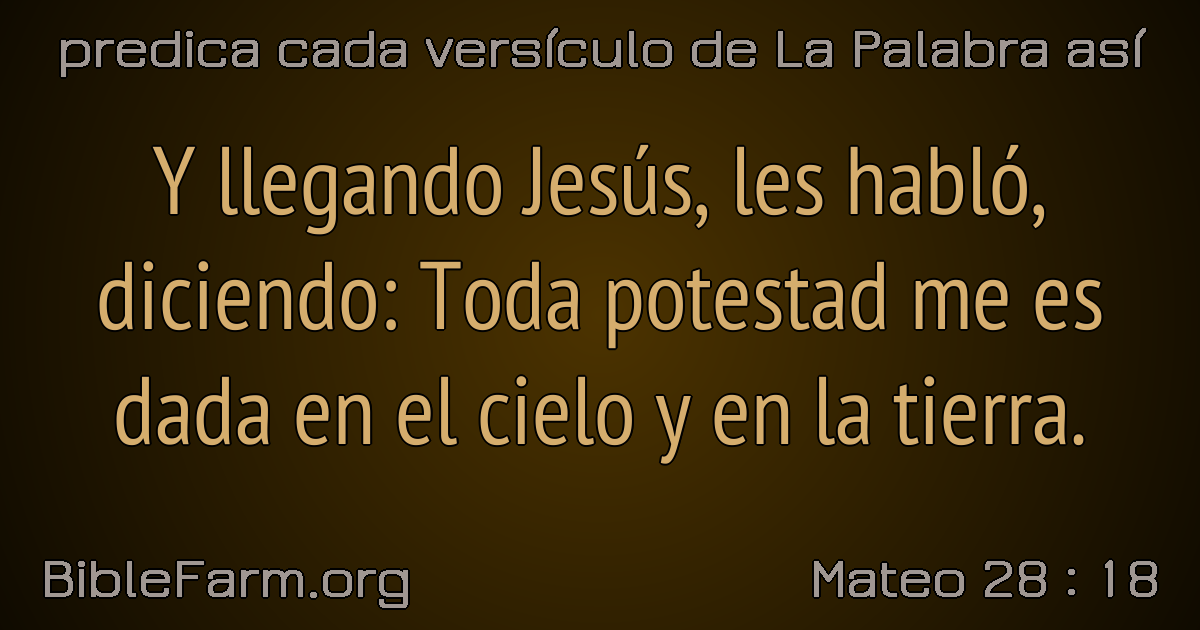 predica cada versículo de La Palabra así
Y llegando Jesús, les habló,
diciendo: Toda potestad me es
dada en el cielo y en la tierra.
BibleFarm.org
Mateo 28 : 18